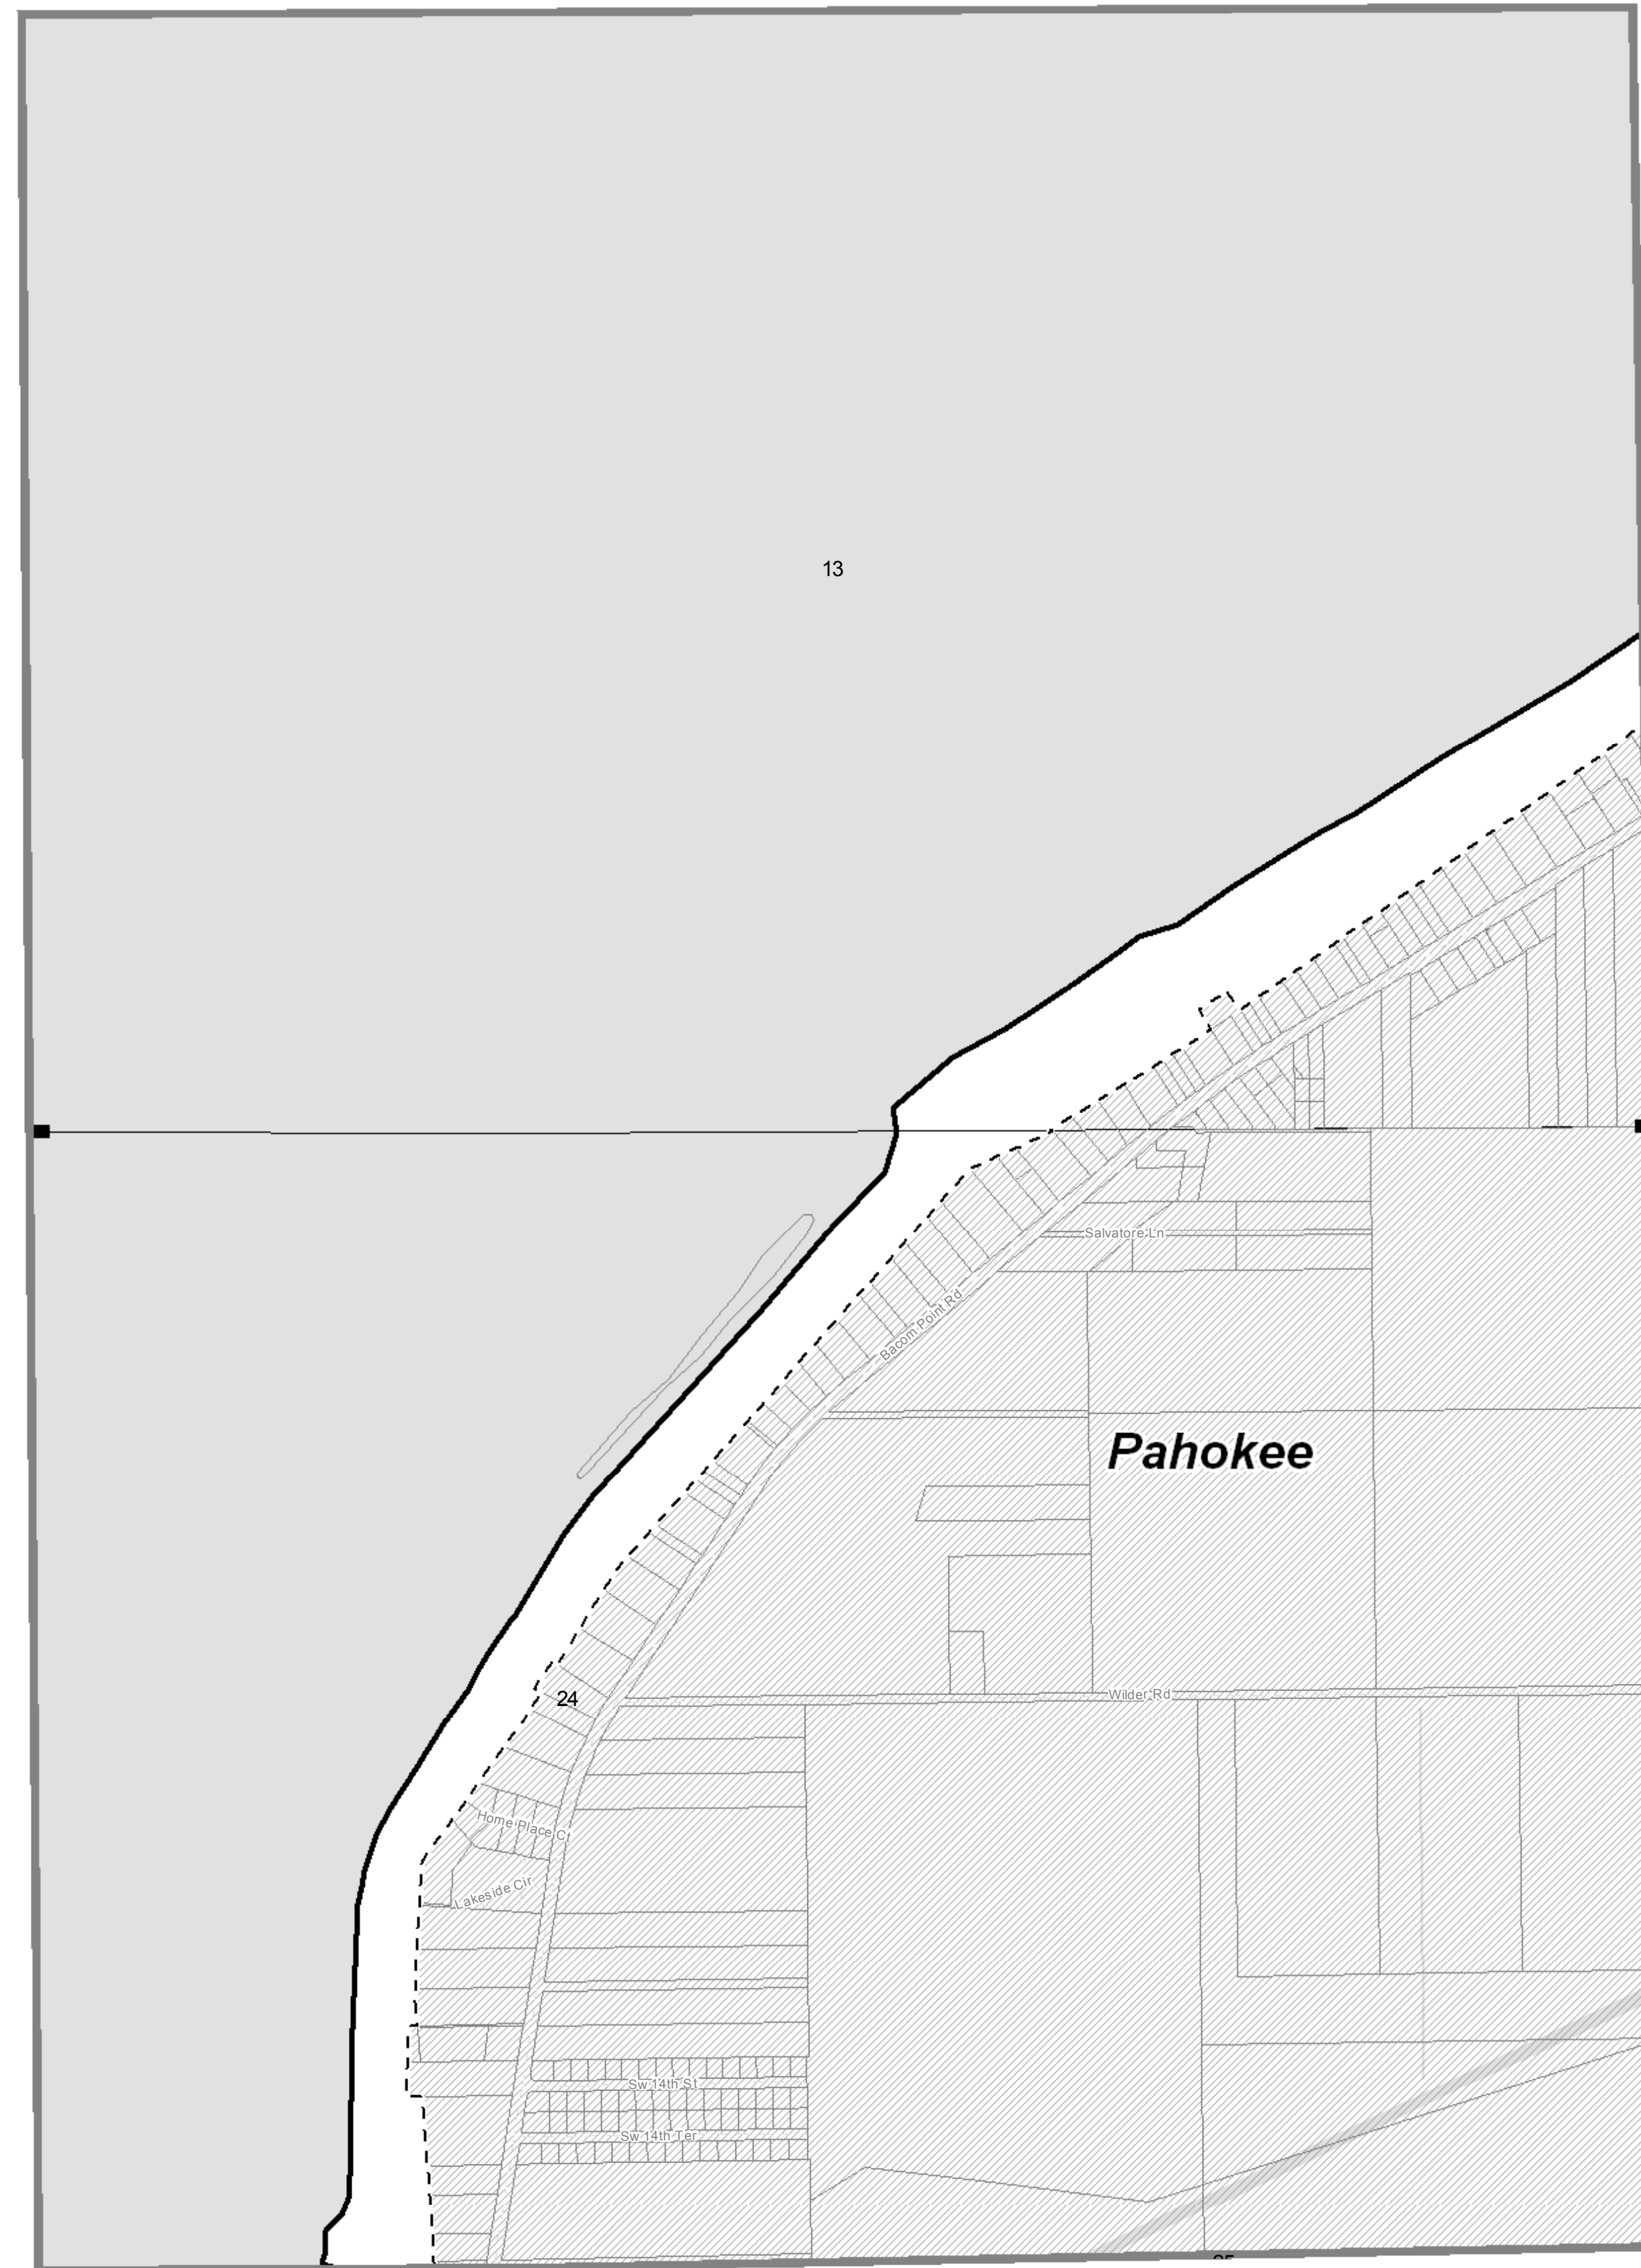 13
Salvatore Ln
Bacom Point Rd
Pahokee
Wilder Rd
24
Home Place Ct
Lakeside Cir
Sw 14th St
Sw 14th Ter